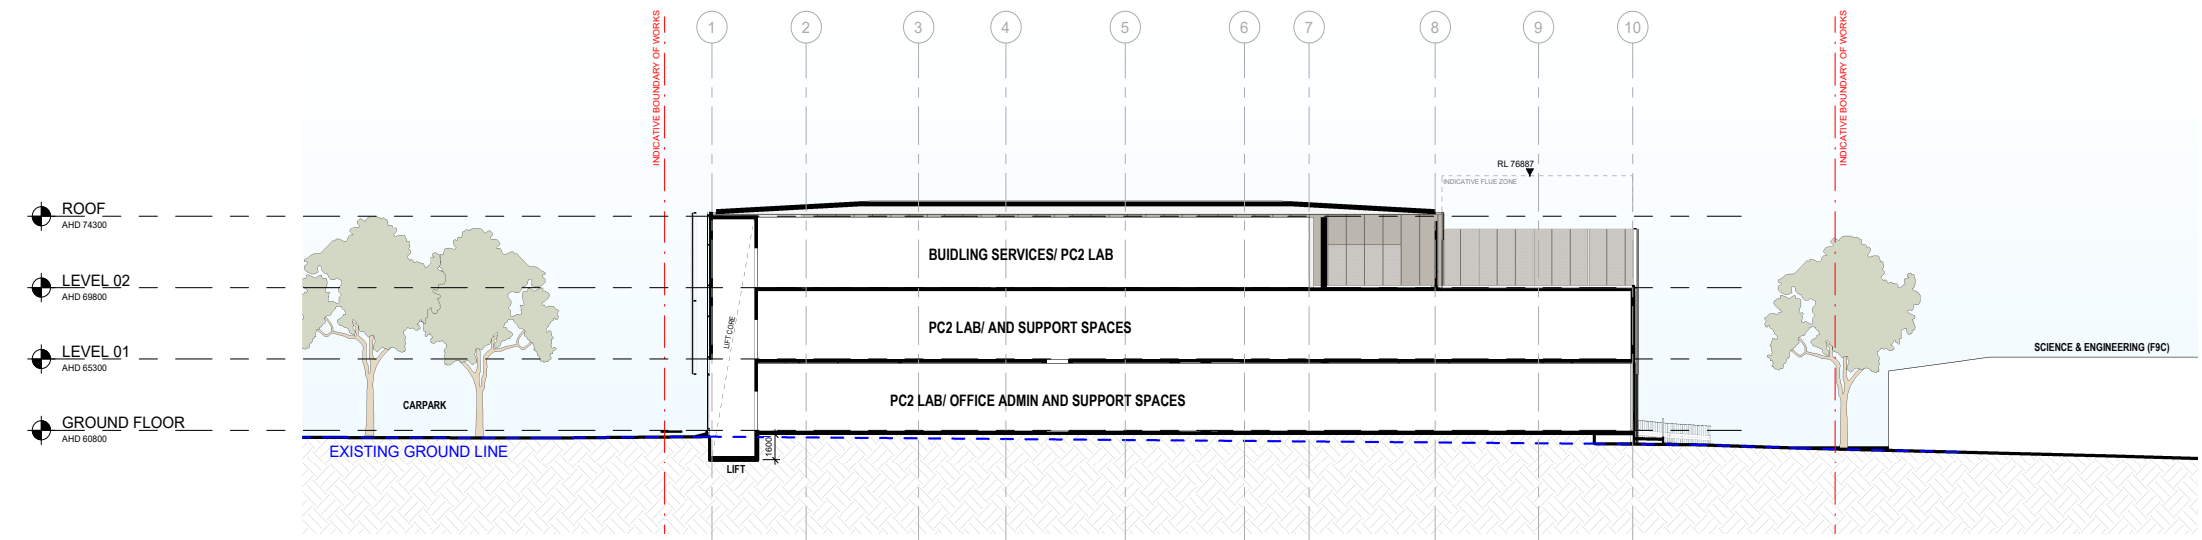 1 2 3 4 5 6 7 8 9 10
INDICATIVE BOUNDARY OF WORKS
INDICATIVE BOUNDARY OF WORKS
RL 76887
INDICATIVE FLUE ZONE
ROOF
AHD 74300
BUIDLING SERVICES/ PC2 LAB
LEVEL 02
AHD 69800
PC2 LAB/ AND SUPPORT SPACES
LIFT CORE
LEVEL 01
AHD 65300
SCIENCE & ENGINEERING (F9C)
PC2 LAB/ OFFICE ADMIN AND SUPPORT SPACES
CARPARK
GROUND FLOOR
AHD 60800
EXISTING GROUND LINE
1600
LIFT